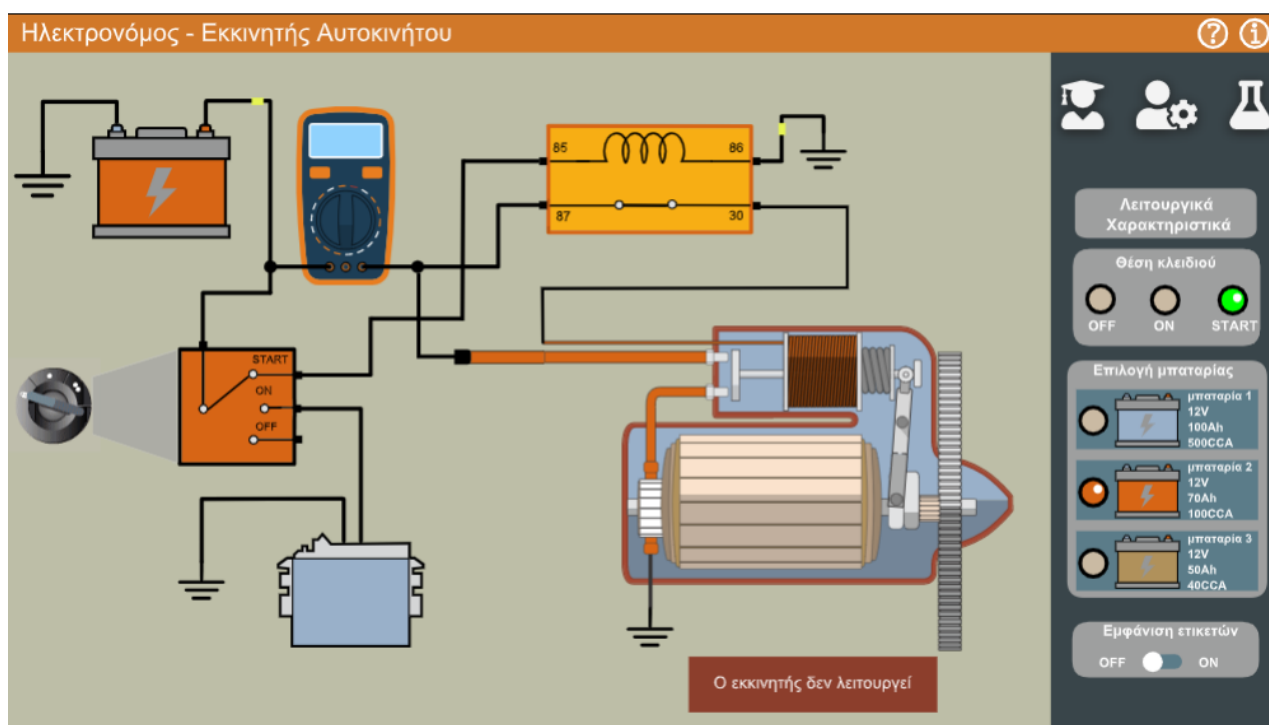 Ηλεκτρονόμος - Εκκινητής Αυτοκινήτου
85
86
87
30
START
ON
OFF
Ο εκκινητής δεν λειτουργεί
Λειτουργικά
Χαρακτηριστικά
Θέση κλειδιού
OFF
ON
START
Επιλογή μπαταρίας
μπαταρία 1
12V
100Ah
500CCA
μπαταρία 2
12V
70Ah
100CCA
μπαταρία 3
12V
50Ah
40CCA
Εμφάνιση ετικετών
OFF
ON